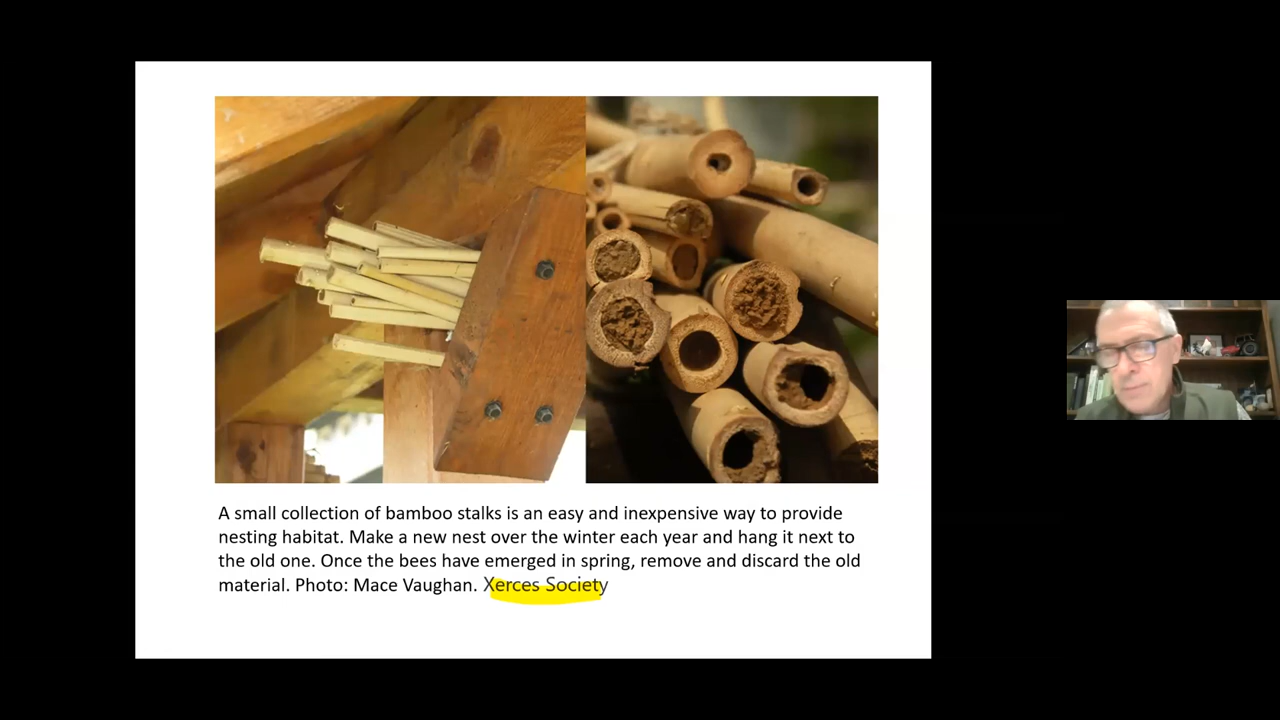 A small collection of bamboo stalks is an easy and inexpensive way to provide
nesting habitat. Make a new nest over the winter each year and hang it next to
the old one. Once the bees have emerged in spring, remove and discard the old
material. Photo: Mace Vaughan. Xerces Society